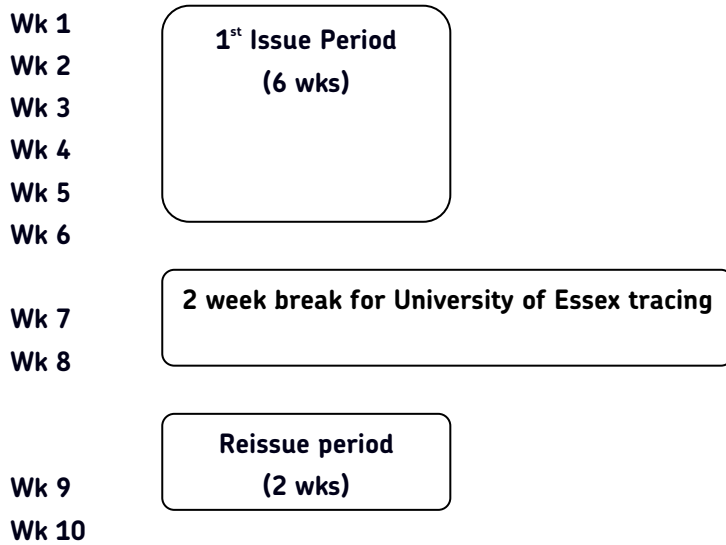 Wk 1
1st Issue Period
Wk 2
(6 wks)
Wk 3
Wk 4
Wk 5
Wk 6
2 week break for University of Essex tracing
Wk 7
Wk 8
Reissue period
Wk 9
(2 wks)
Wk 10